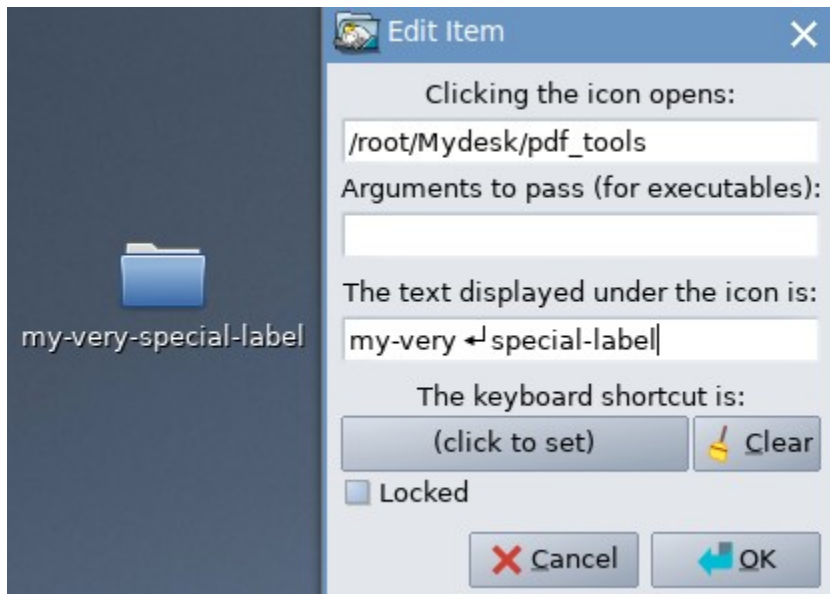 my-very-special-label
Edit Item
Clicking the icon opens:
/root/Mydesk/pdf_tools
Arguments to pass (for executables):
The text displayed under the icon is:
my-very ↵special-label
The keyboard shortcut is:
(click to set)
Clear
Locked
Cancel
OK